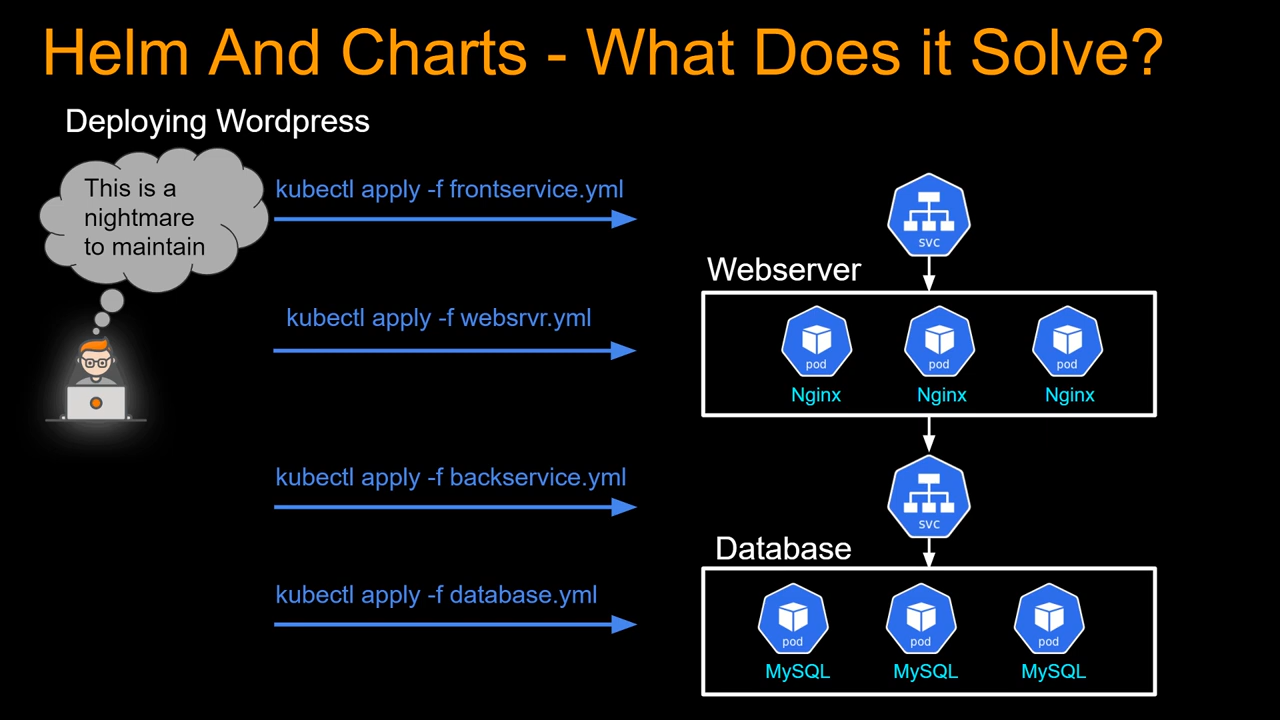 Helm And Charts - What Does it Solve?
Deploying Wordpress
This is a
nightmare
to maintain
kubectl apply -f frontservice.yml
svc
Webserver
kubectl apply -f websrvr.yml
pod
pod
pod
Nginx
Nginx
Nginx
kubectl apply -f backservice.yml
svc
Database
kubectl apply -f database.yml
pod
pod
pod
MySQL
MySQL
MySQL